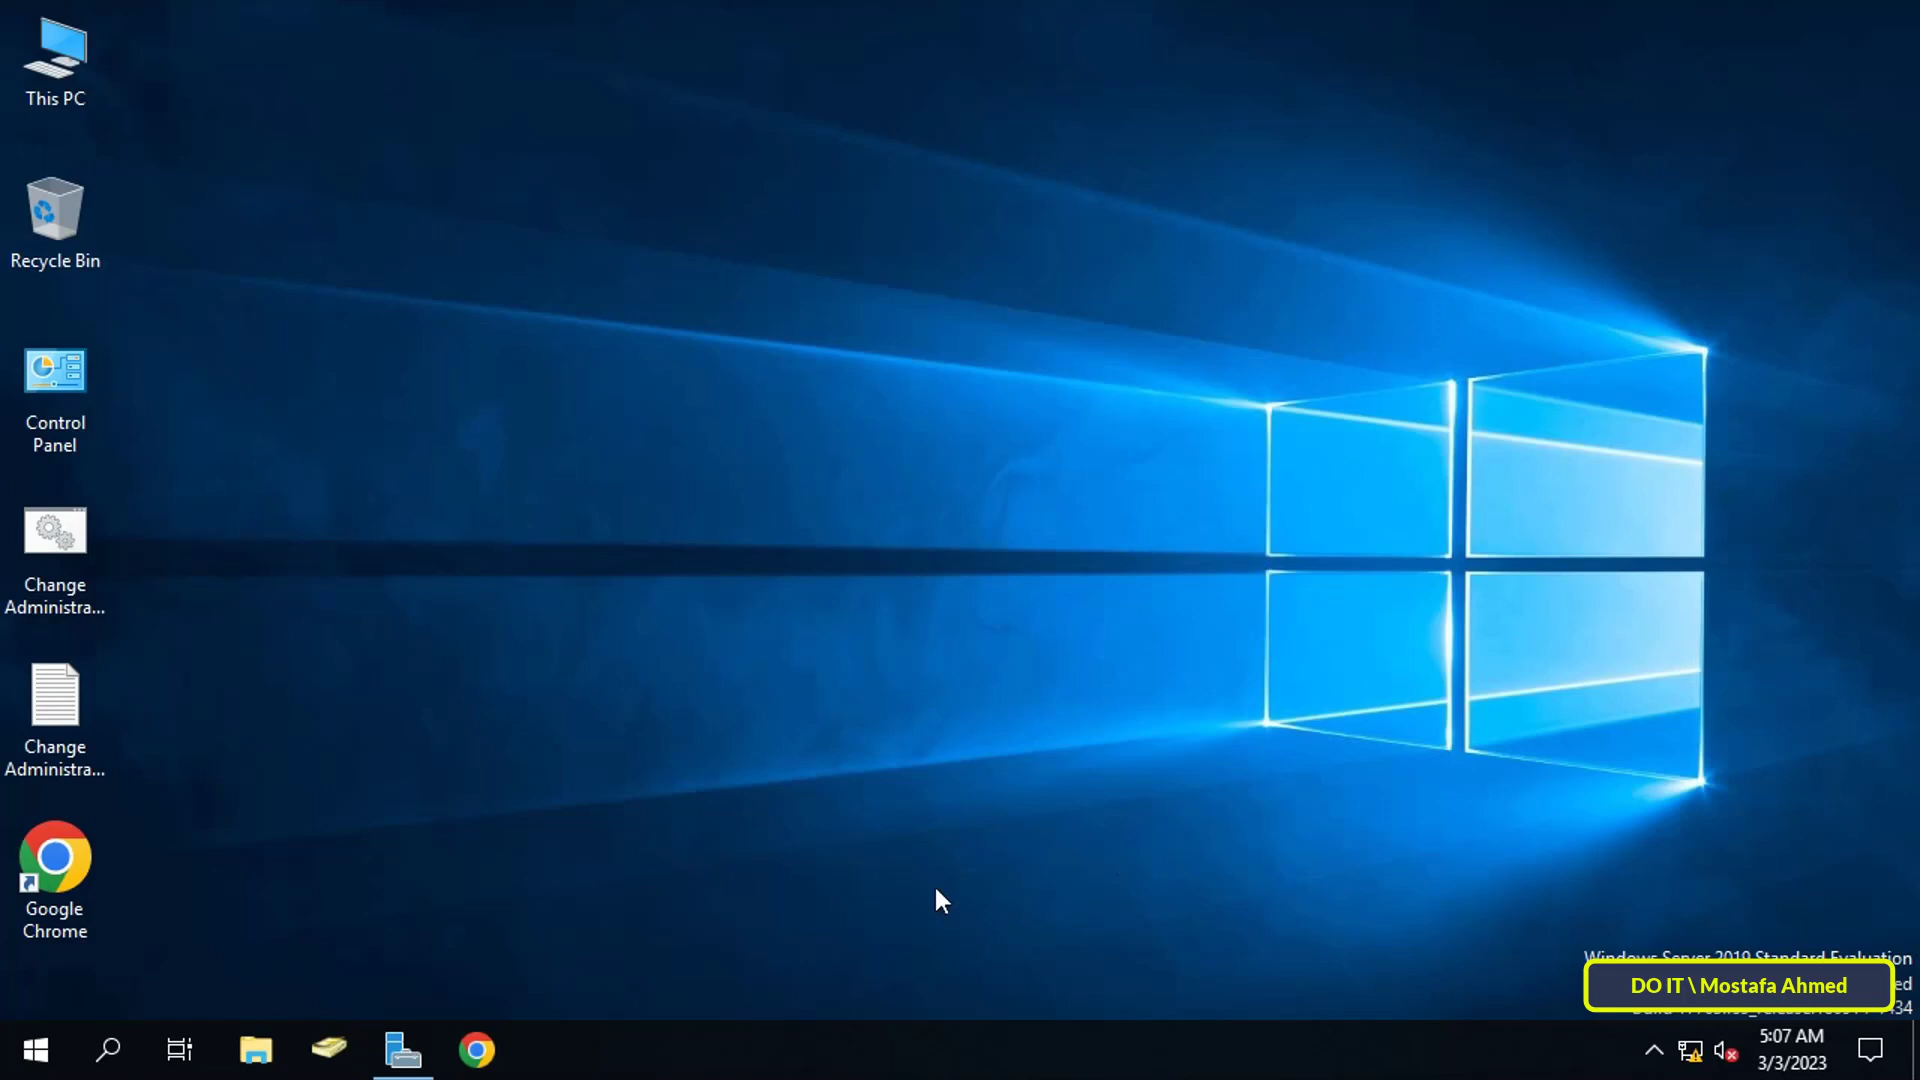 This PC
Recycle Bin
Control
Panel
Change
Administra...
Change
Administra...
Google
Chrome
Windows Server 2019 Standard Evaluation
DO IT \ Mostafa Ahmed
5:07 AM
3/3/2023